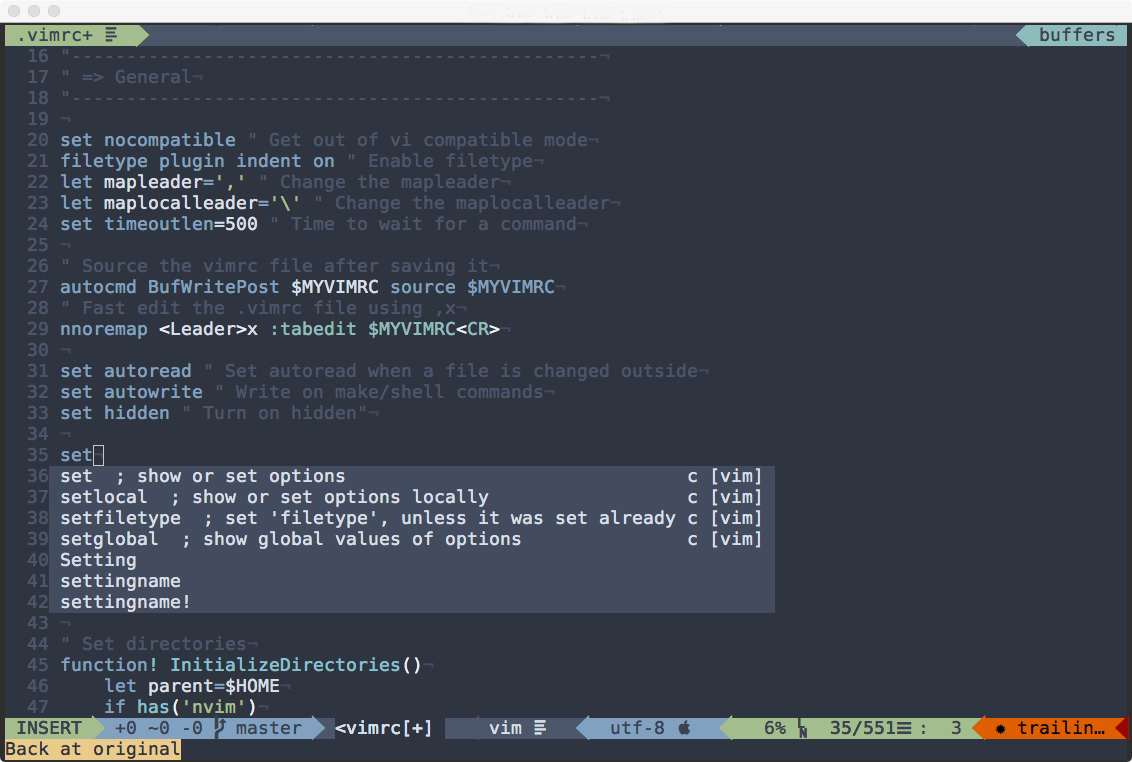 .vimrc+
buffers
16 "------------------------------------------------¬
17 " => General¬
18 "------------------------------------------------¬
19 ¬
20 set nocompatible " Get out of vi compatible mode¬
21 filetype plugin indent on " Enable filetype¬
22 let mapleader=',' " Change the mapleader¬
23 let maplocalleader='\' " Change the maplocalleader¬
24 set timeoutlen=500 " Time to wait for a command¬
25 ¬
26 " Source the vimrc file after saving it¬
27 autocmd BufWritePost $MYVIMRC source $MYVIMRC¬
28 " Fast edit the .vimrc file using ,x¬
29 nnoremap <Leader>x :tabedit $MYVIMRC<CR>¬
30 ¬
31 set autoread " Set autoread when a file is changed outside¬
32 set autowrite " Write on make/shell commands¬
33 set hidden " Turn on hidden"¬
34 ¬
35 set¬
36 set ; show or set options c [vim]
37 setlocal ; show or set options locally c [vim]
38 setfiletype ; set 'filetype', unless it was set already c [vim]
39 setglobal ; show global values of options c [vim]
40 Setting
41 settingname
42 settingname!
43 ¬
44 " Set directories¬
45 function! InitializeDirectories()¬
46 let parent=$HOME¬
47 if has('nvim')¬
INSERT +0 ~0 -0 master <vimrc[+] vim utf-8 6% LN 35/551☰ : 3 ✹ trailin…
Back at original